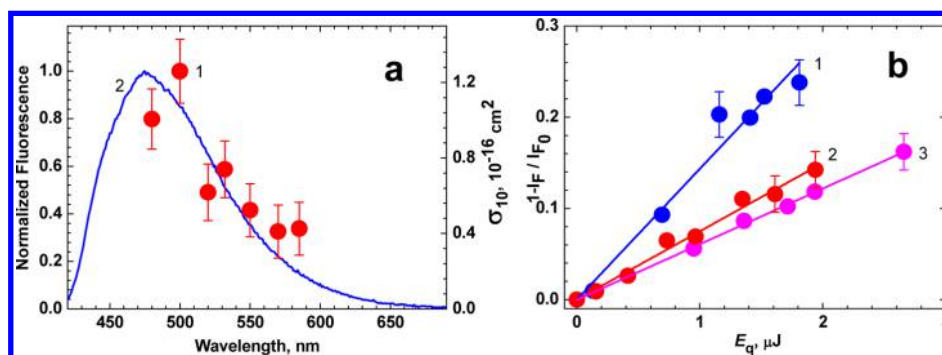 a
b
1
2
Normalized Fluorescence
1.0
0.8
0.6
0.4
0.2
0.0
σ10, 10-16 cm2
1.2
0.8
0.4
0.0
450 500 550 600 650
Wavelength, nm
1
2
3
1-IF / IF0
0.3
0.2
0.1
0.0
0 1 2 3
Eq, μJ